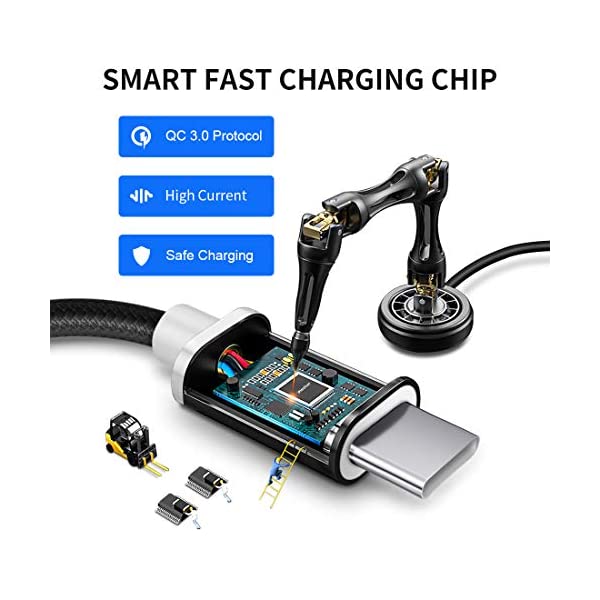 SMART FAST CHARGING CHIP
QC 3.0 Protocol
High Current
Safe Charging